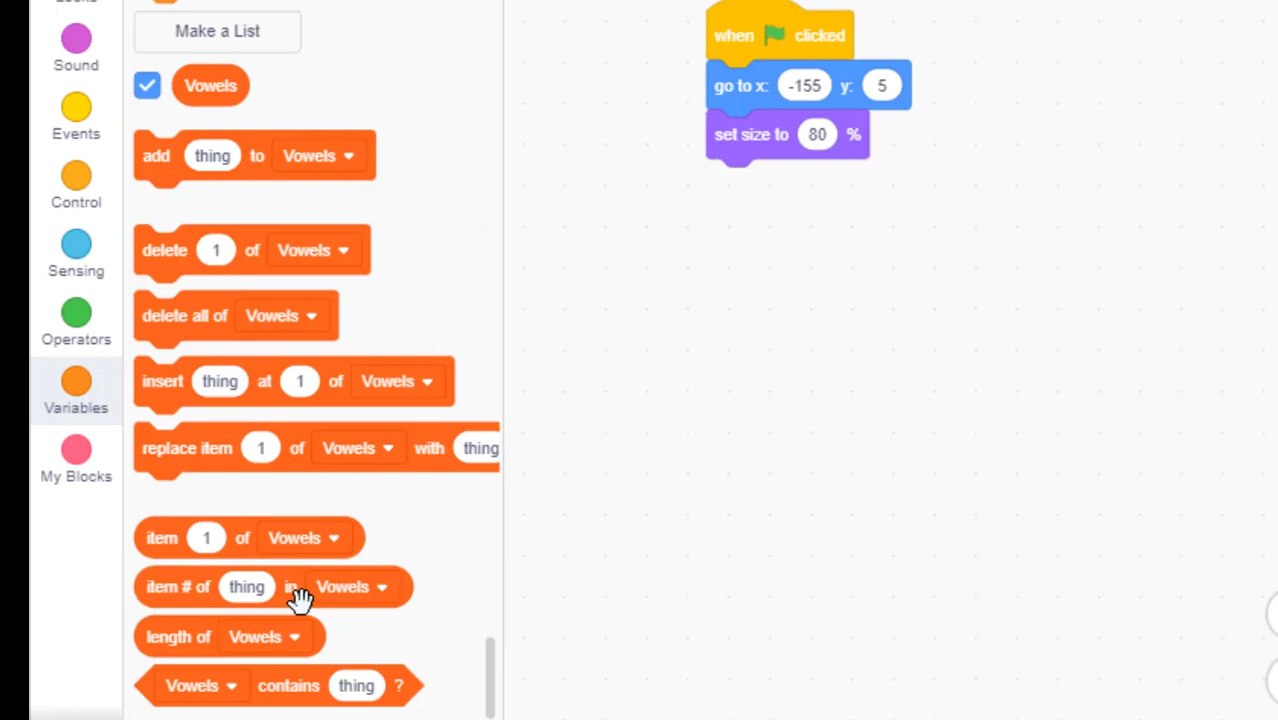 Make a List
Sound
Vowels
Events
add thing to Vowels
Control
delete 1 of Vowels
Sensing
delete all of Vowels
Operators
insert thing at 1 of Vowels
Variables
replace item 1 of Vowels with thing
My Blocks
item 1 of Vowels
item # of thing in Vowels
length of Vowels
Vowels contains thing ?
when clicked
go to x: -155 y: 5
set size to 80 %